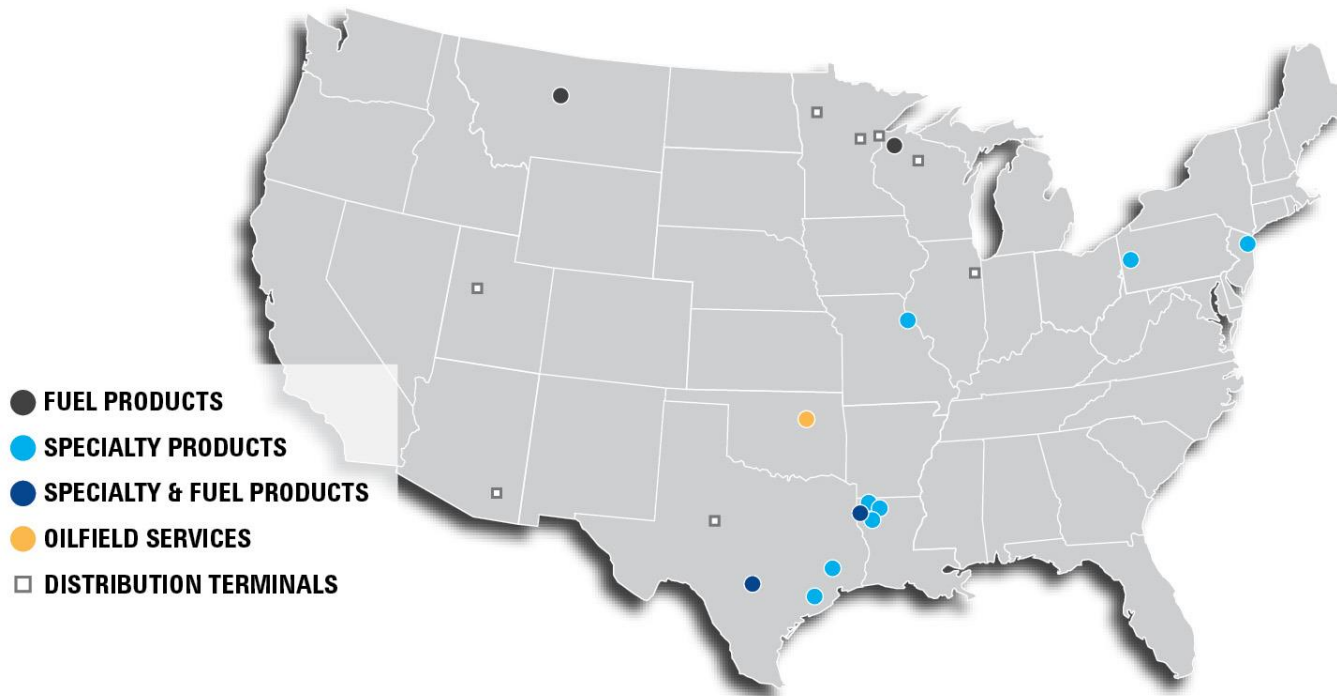 FUEL PRODUCTS
SPECIALTY PRODUCTS
SPECIALTY & FUEL PRODUCTS
OILFIELD SERVICES
DISTRIBUTION TERMINALS